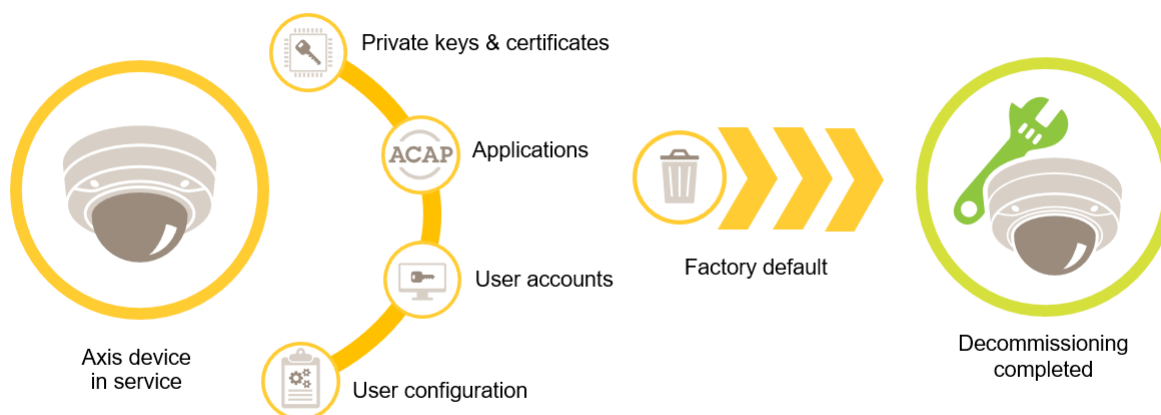 Private keys & certificates
ACAP
Applications
User accounts
User configuration
Axis device
in service
Factory default
Decommissioning
completed